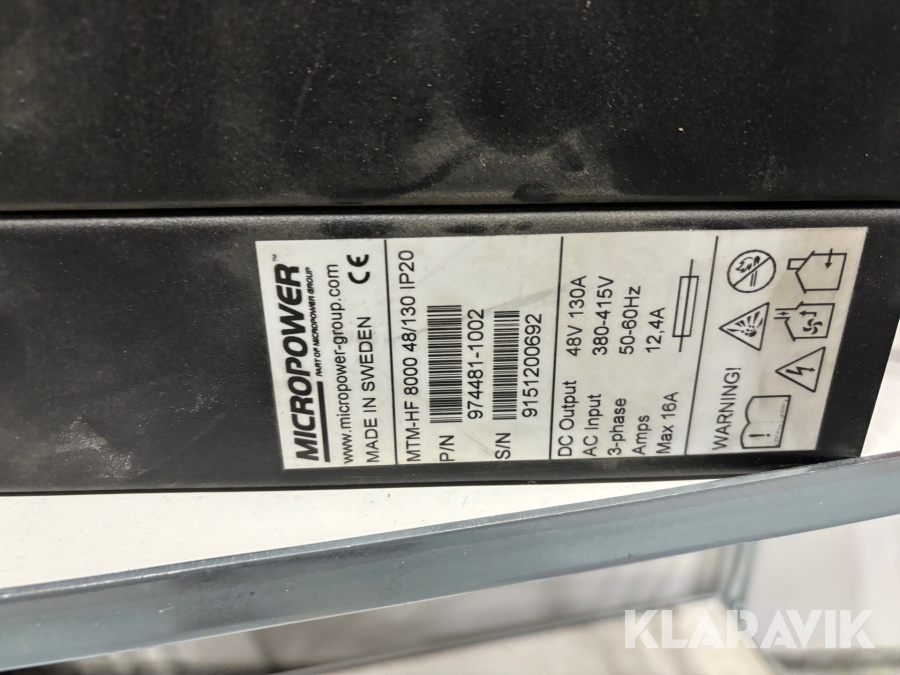 MICROPOWER™
PART OF MICROPOWER GROUP
www.micropower-group.com
MADE IN SWEDEN CE
MTM-HF 8000 48/130 IP20
P/N
974481-1002
S/N
9151200692
DC Output 48V 130A
AC Input 380-415V
3-phase 50-60Hz
Amps 12,4A
Max 16A
WARNING!
KLARAVIK